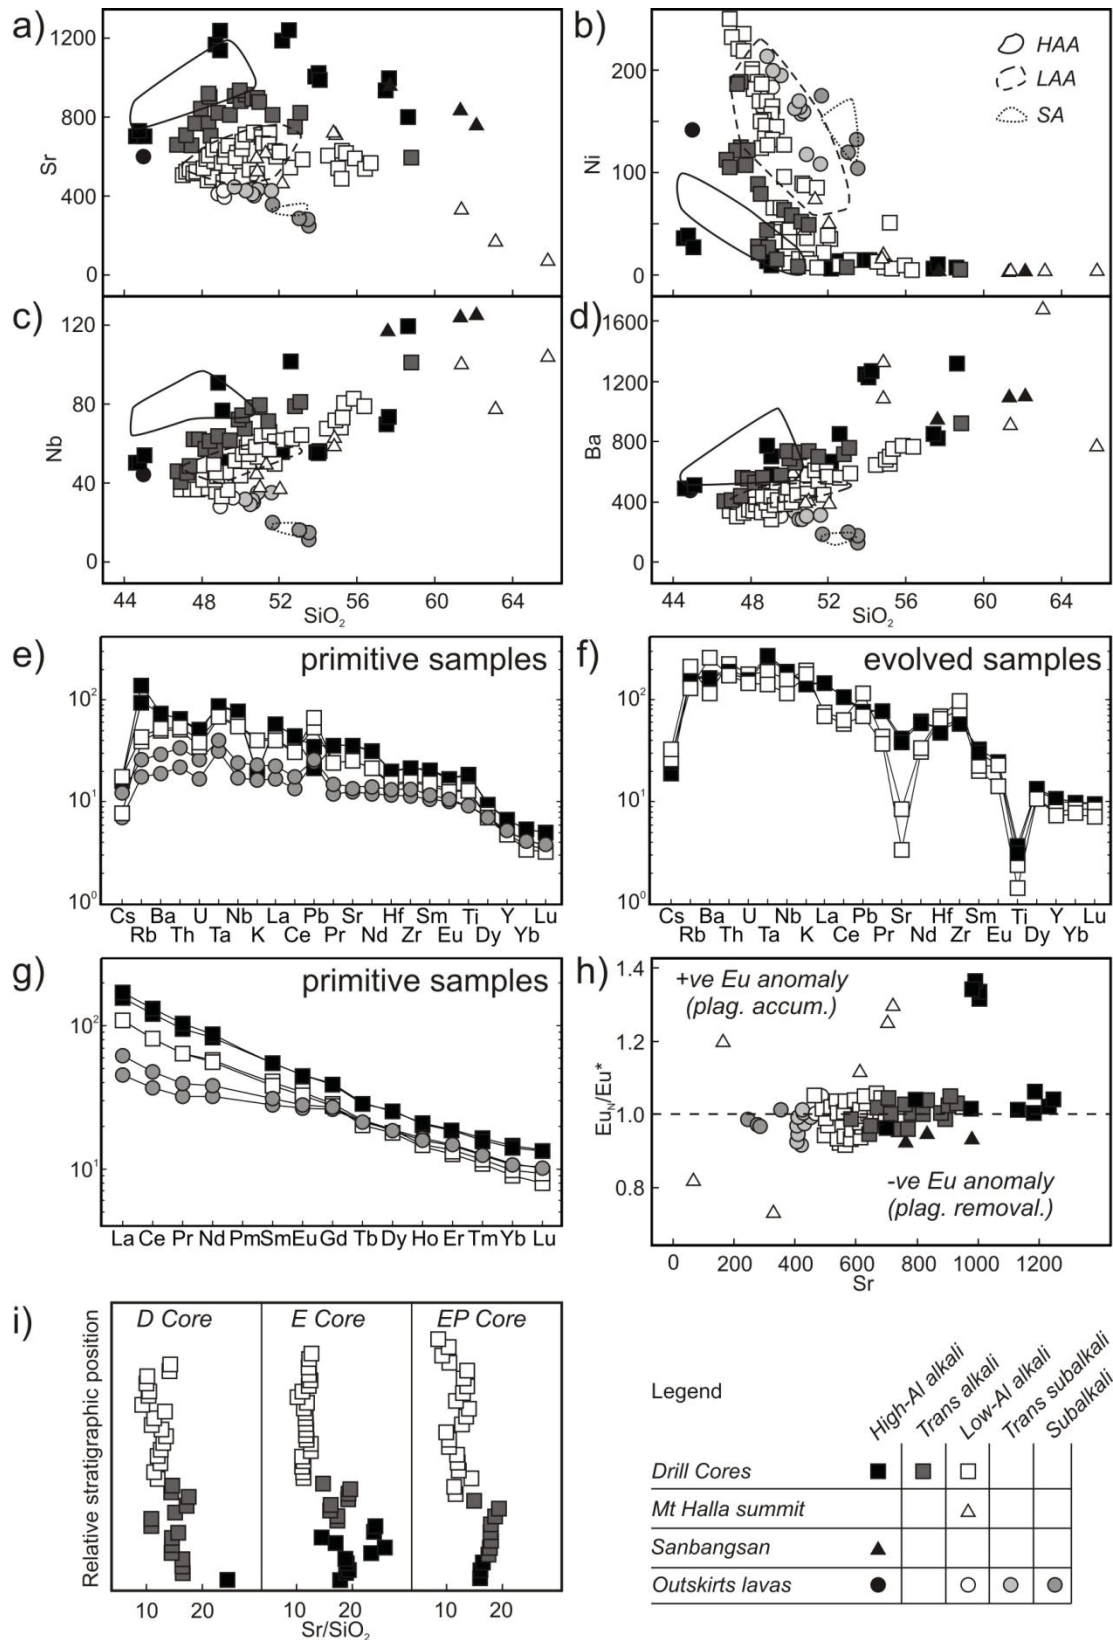 a)
1200
800
400
0
Sr
b)
200
100
0
Ni
HAA
LAA
SA
c)
120
80
40
0
Nb
44 48 52 56 60 64
SiO2
d)
1600
1200
800
400
0
Ba
44 48 52 56 60 64
SiO2
e)
primitive samples
10²
10¹
10⁰
Cs Ba U Nb La Pb Sr Hf Sm Ti Y Lu
Rb Th Ta K Ce Pr Nd Zr Eu Dy Yb
f)
evolved samples
10²
10¹
10⁰
Cs Ba U Nb La Pb Sr Hf Sm Ti Y Lu
Rb Th Ta K Ce Pr Nd Zr Eu Dy Yb
g)
primitive samples
10²
10¹
La Ce Pr Nd Pm Sm Eu Gd Tb Dy Ho Er Tm Yb Lu
h)
+ve Eu anomaly
(plag. accum.)
-ve Eu anomaly
(plag. removal.)
1.4
1.2
1.0
0.8
EuN/Eu*
0 200 400 600 800 1000 1200
Sr
i)
D Core E Core EP Core
Relative stratigraphic position
10 20 10 20 10 20
Sr/SiO2
Legend
High-Al alkali
Trans alkali
Low-Al alkali
Trans subalkali
Subalkali
Drill Cores
Mt Halla summit
Sanbangsan
Outskirts lavas